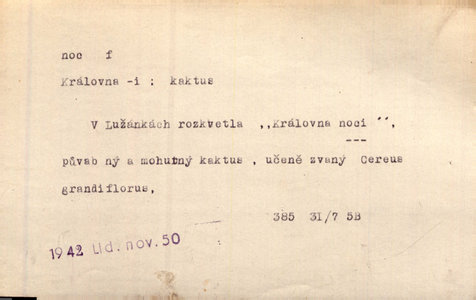 noc f
Královna -i : kaktus
V Lužánkách rozkvetla ,,Královna noci´´,
půvab ný a mohutný kaktus , učeně zvaný Cereus
grandiflorus,
385 31/7 5B
1942 Lid. nov. 50